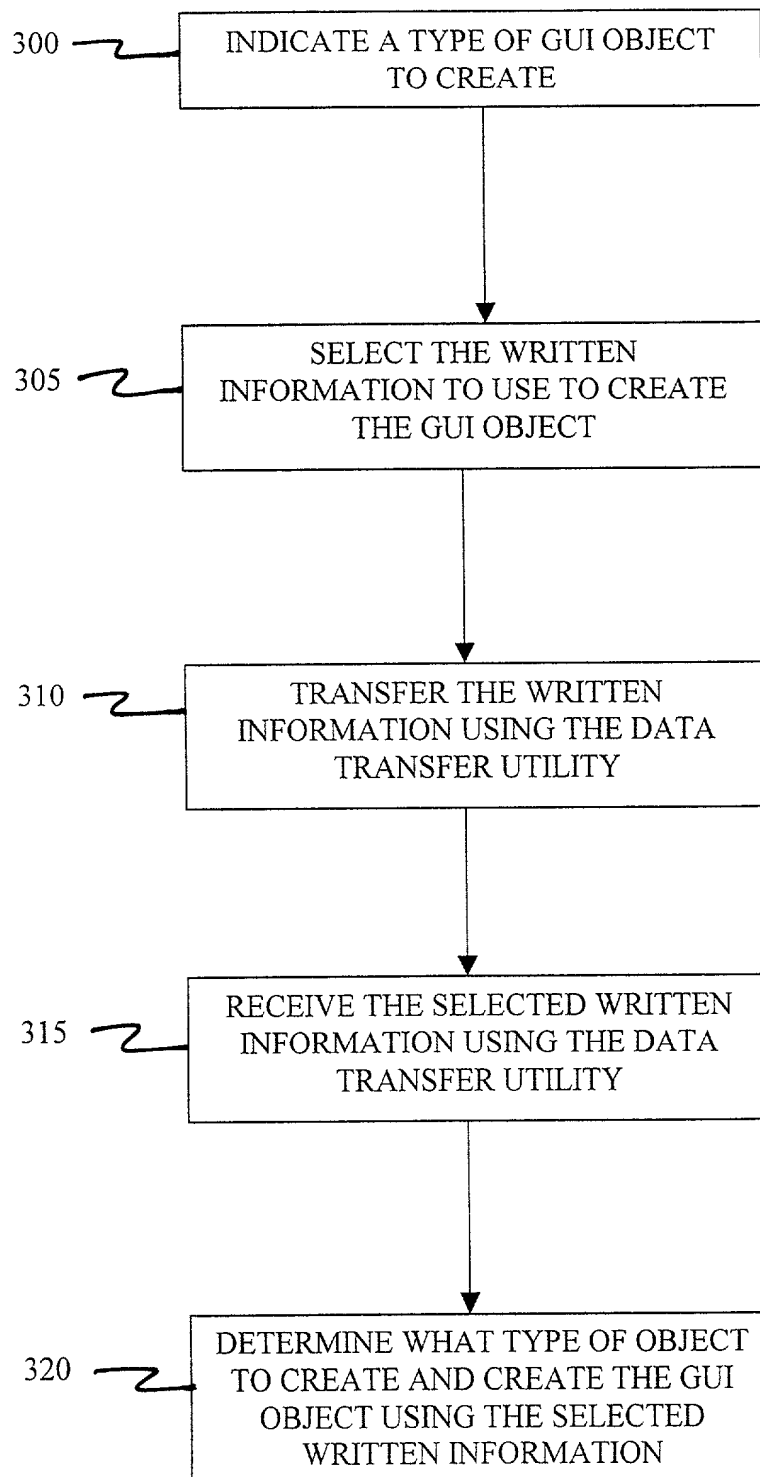 300
INDICATE A TYPE OF GUI OBJECT
TO CREATE
305
SELECT THE WRITTEN
INFORMATION TO USE TO CREATE
THE GUI OBJECT
310
TRANSFER THE WRITTEN
INFORMATION USING THE DATA
TRANSFER UTILITY
315
RECEIVE THE SELECTED WRITTEN
INFORMATION USING THE DATA
TRANSFER UTILITY
320
DETERMINE WHAT TYPE OF OBJECT
TO CREATE AND CREATE THE GUI
OBJECT USING THE SELECTED
WRITTEN INFORMATION